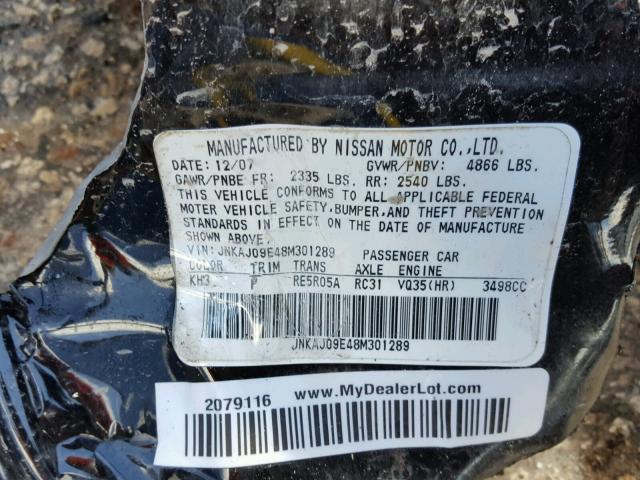 MANUFACTURED BY NISSAN MOTOR CO.,LTD.
DATE: 12/07 GVWR/PNBV: 4866 LBS.
GAWR/PNBE FR: 2335 LBS. RR: 2540 LBS.
THIS VEHICLE CONFORMS TO ALL APPLICABLE FEDERAL
MOTER VEHICLE SAFETY,BUMPER,AND THEFT PREVENTION
STANDARDS IN EFFECT ON THE DATE OF MANUFACTURE
SHOWN ABOVE.
VIN: JNKAJ09E48M301289 PASSENGER CAR
COLOR TRIM TRANS AXLE ENGINE
KH3 P RE5R05A RC31 VQ35(HR) 3498CC
JNKAJ09E48M301289
2079116 www.MyDealerLot.com